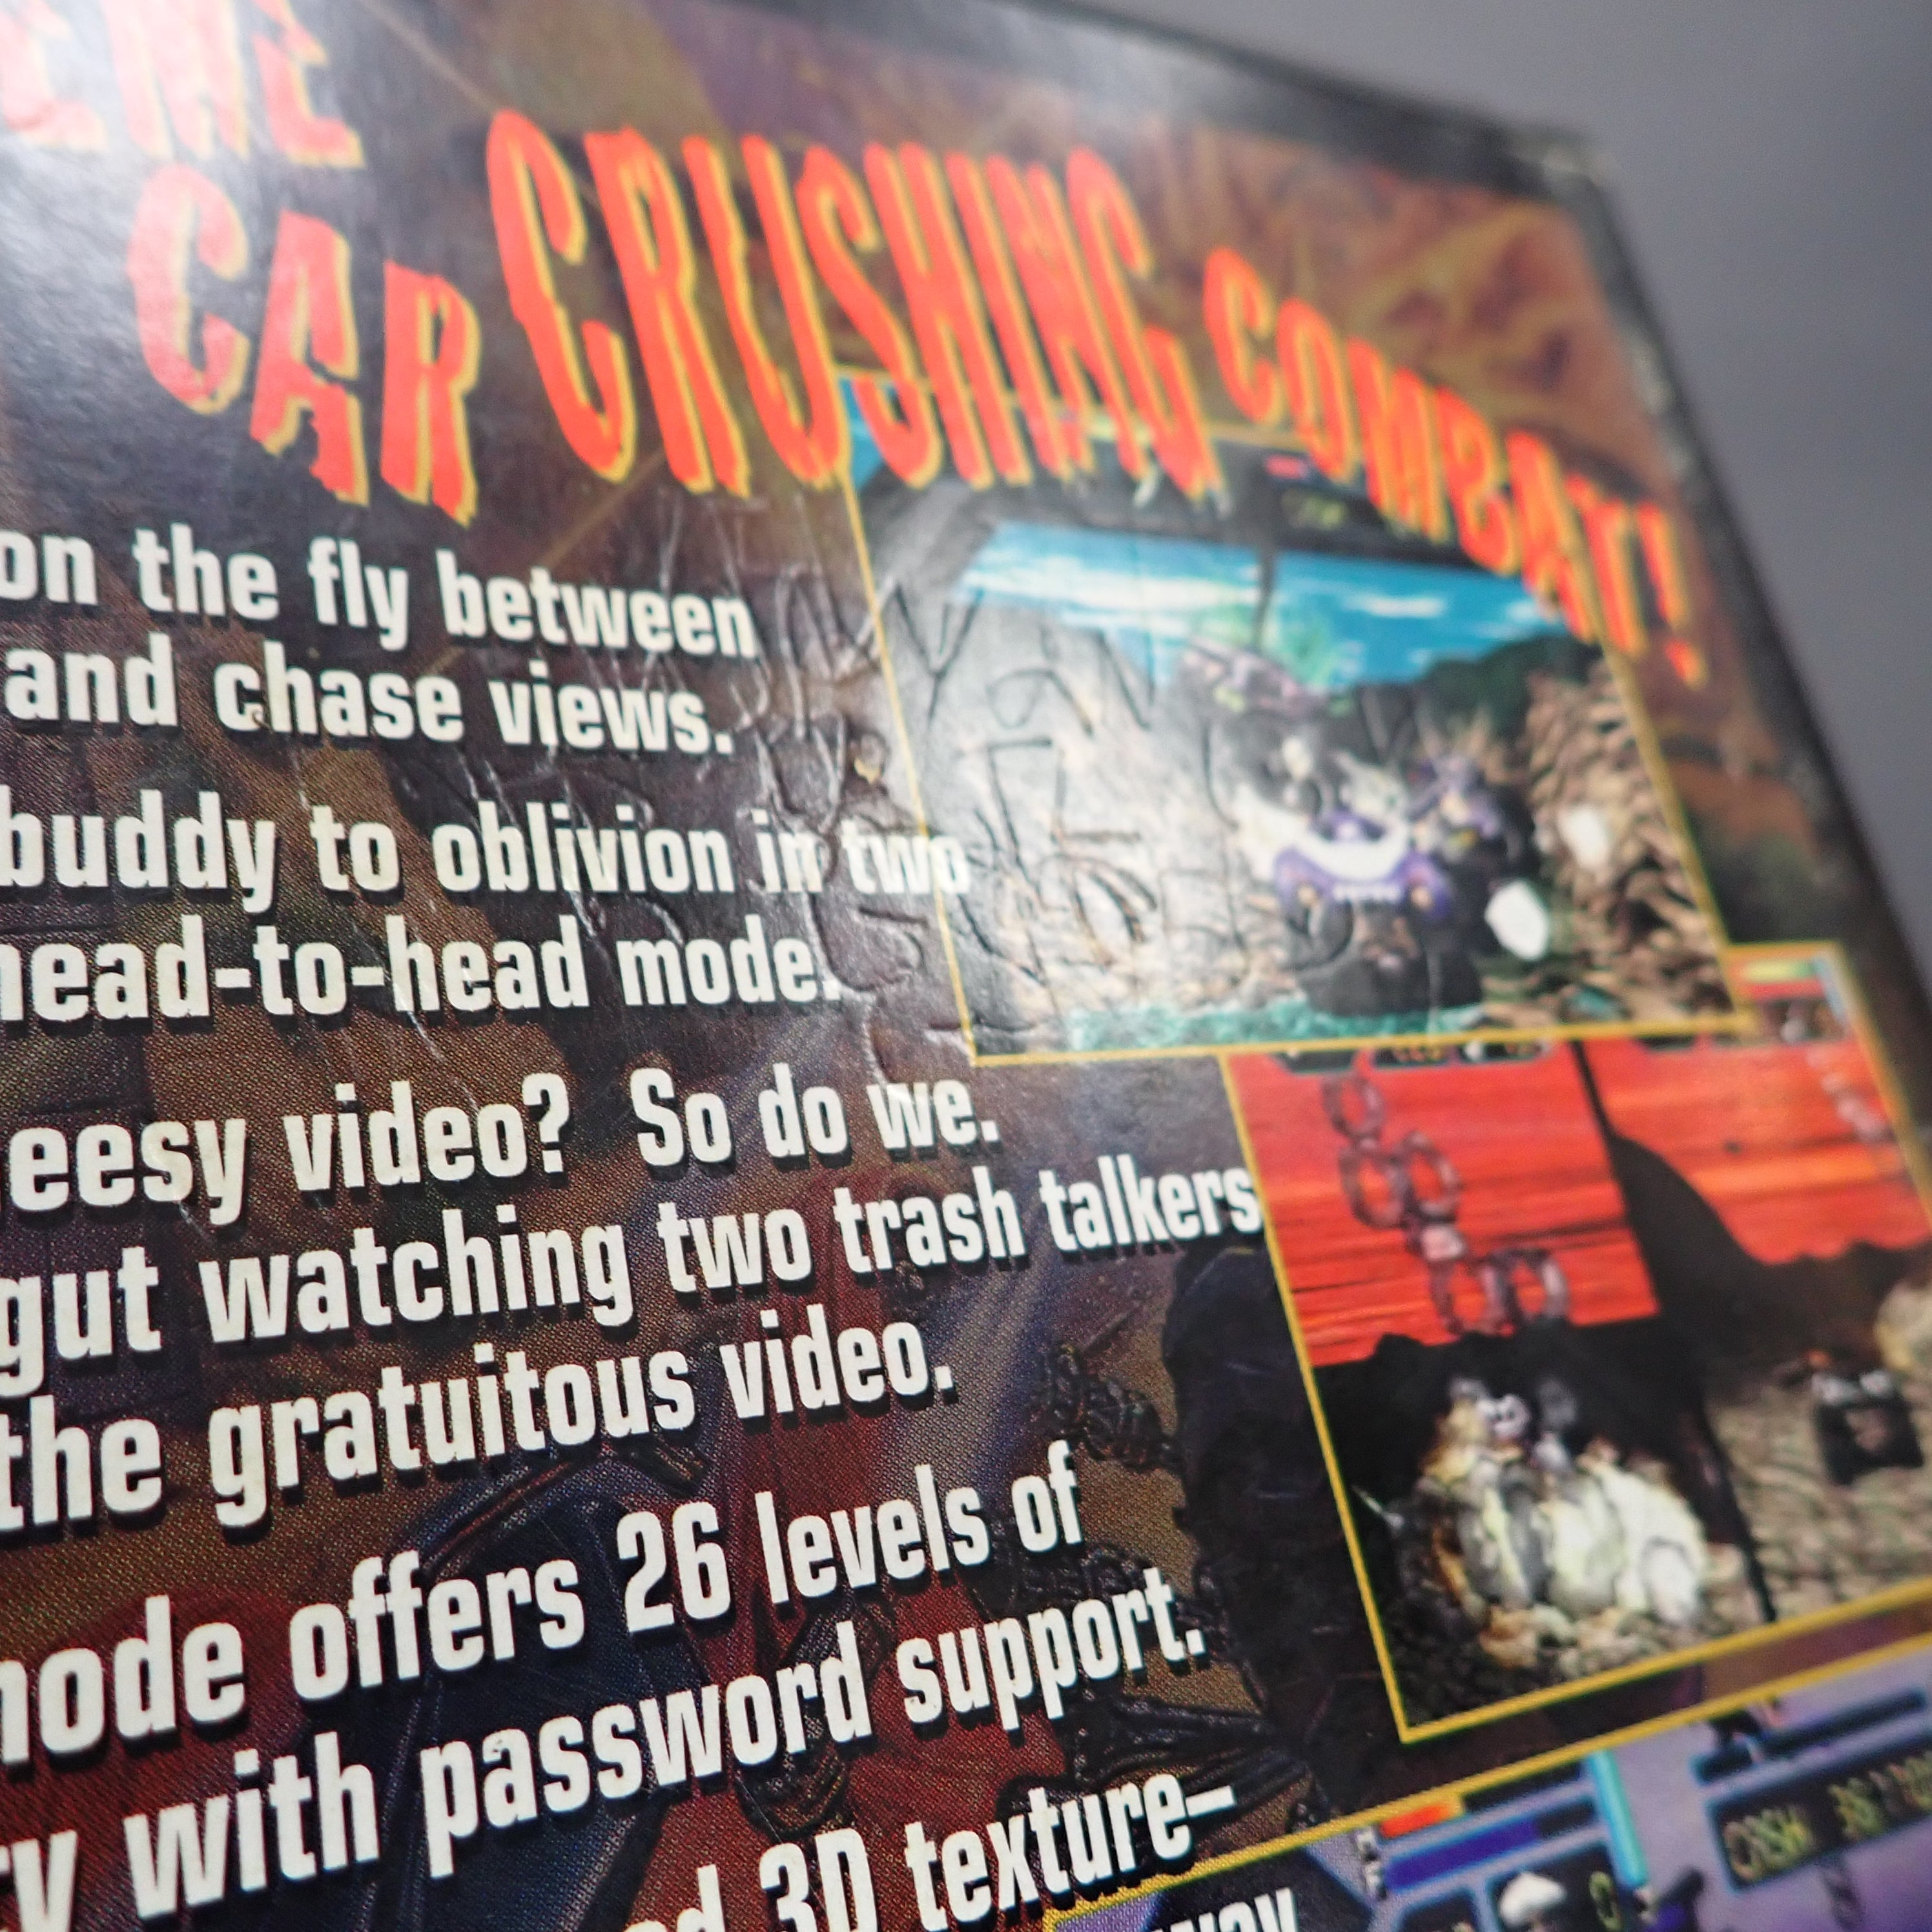 CAR CRUSHING COMBAT!
on the fly between
and chase views.
buddy to oblivion in two
head-to-head mode.
video? So do we.
gut watching two trash talkers
the gratuitous video.
offers 26 levels of
with password support.
3D texture–